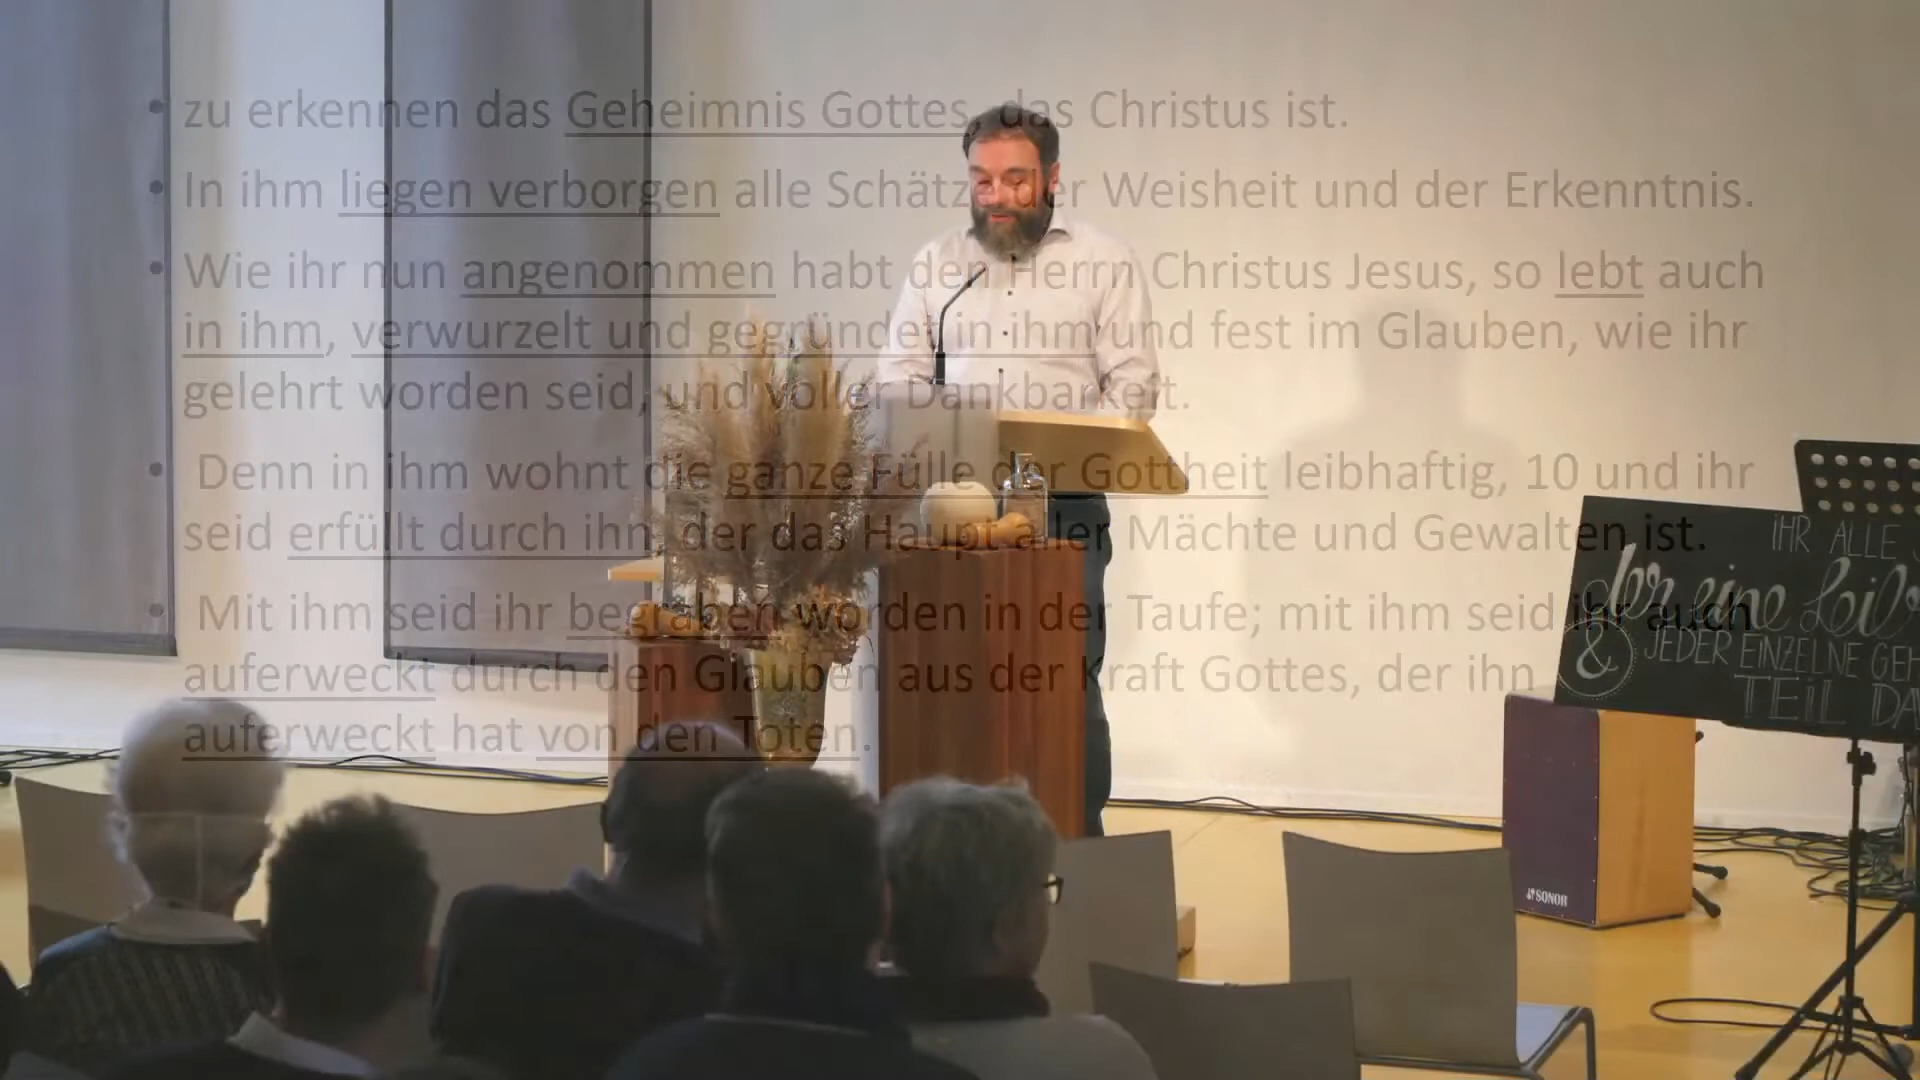 zu erkennen das Geheimnis Gottes, das Christus ist.
In ihm liegen verborgen alle Schätze der Weisheit und der Erkenntnis.
Wie ihr nun angenommen habt den Herrn Christus Jesus, so lebt auch
in ihm, verwurzelt und gegründet in ihm und fest im Glauben, wie ihr
gelehrt worden seid, und voller Dankbarkeit.
Denn in ihm wohnt die ganze Fülle der Gottheit leibhaftig, 10 und ihr
seid erfüllt durch ihn, der das Haupt aller Mächte und Gewalten ist.
Mit ihm seid ihr begraben worden in der Taufe; mit ihm seid ihr auch
auferweckt durch den Glauben aus der Kraft Gottes, der ihn
auferweckt hat von den Toten.
IHR ALLE
der eine Leib
& JEDER EINZELNE GEH
TEIL DA
SONOR